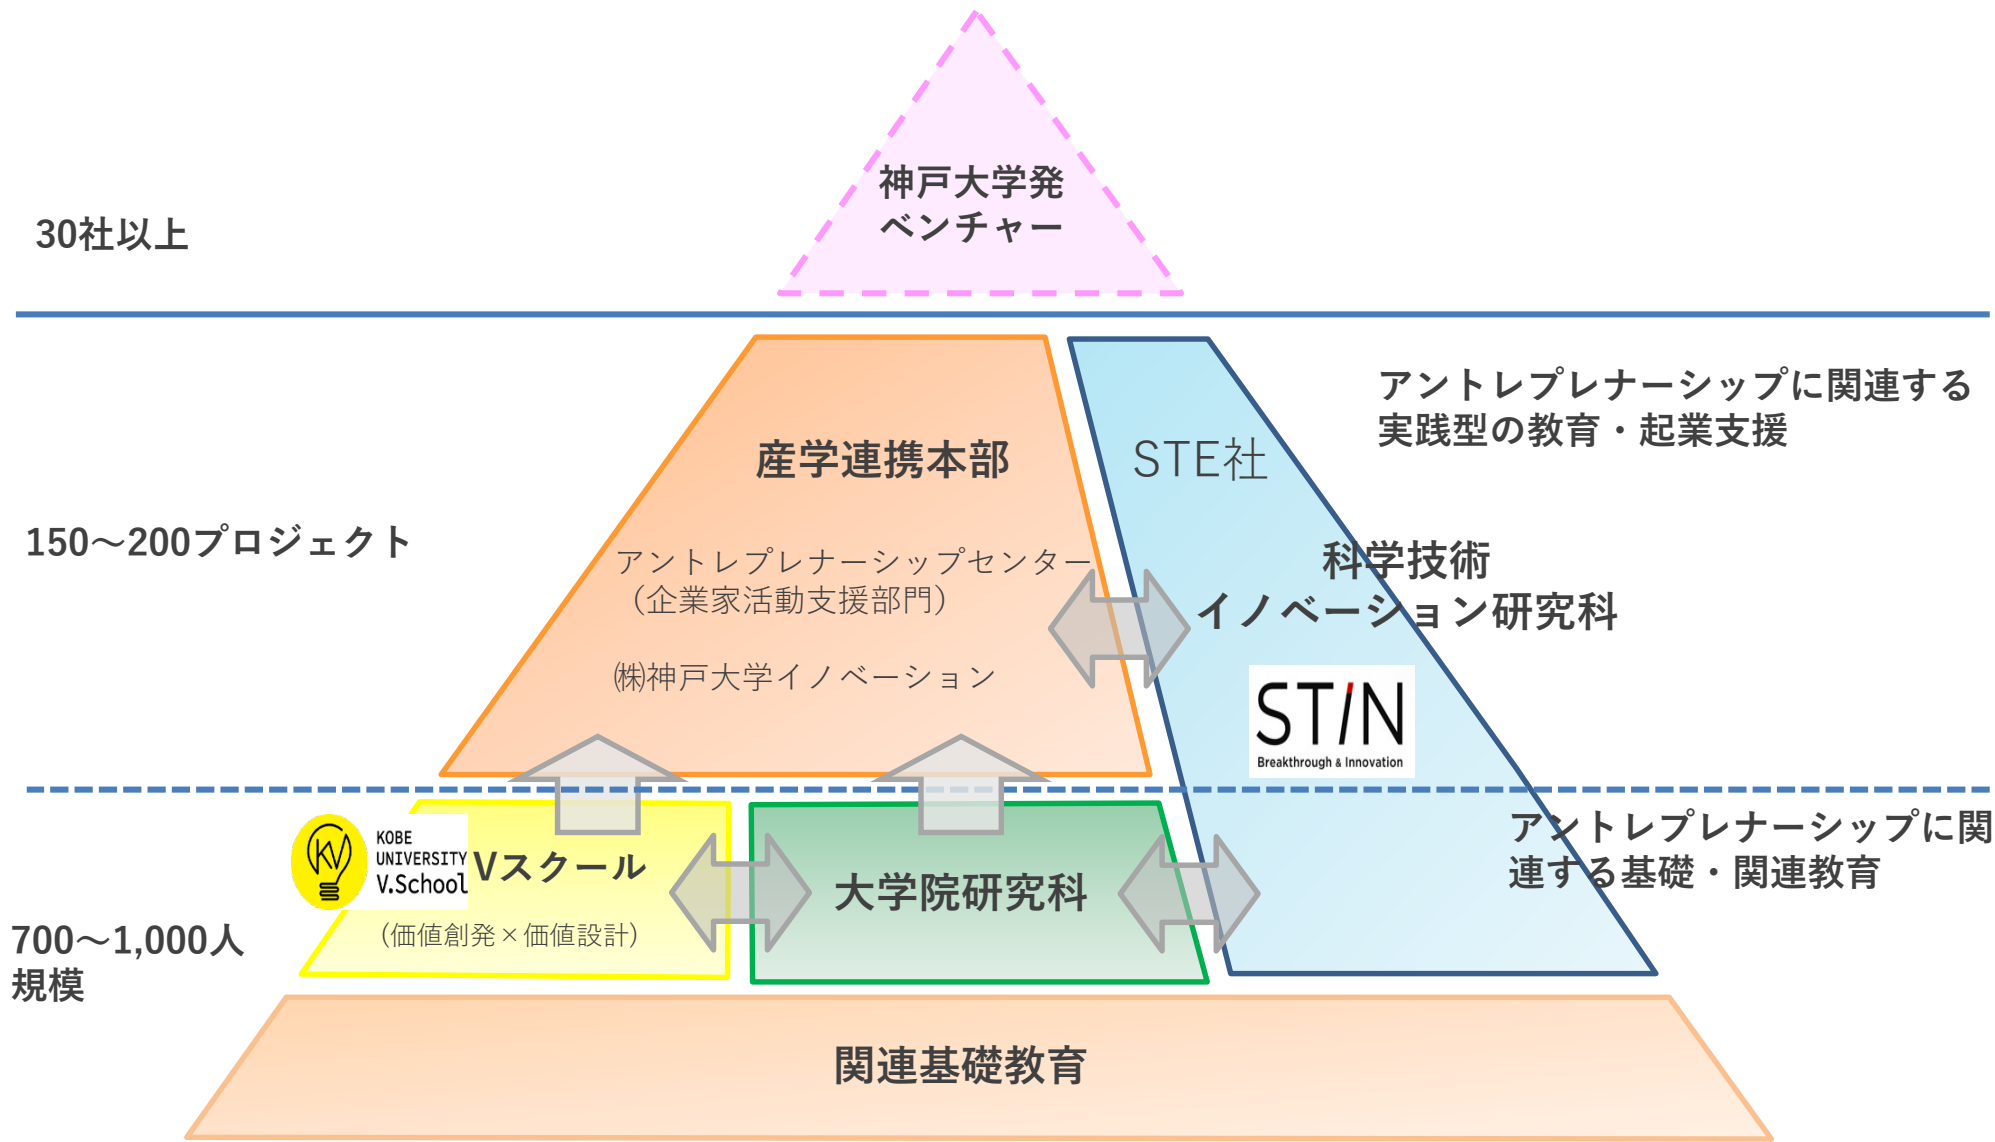 神戸大学発
ベンチャー
30社以上
アントレプレナーシップに関連する
実践型の教育・起業支援
産学連携本部
STE社
150～200プロジェクト
アントレプレナーシップセンター
（企業家活動支援部門）
㈱神戸大学イノベーション
科学技術
イノベーション研究科
STiN
Breakthrough & Innovation
アントレプレナーシップに関
連する基礎・関連教育
KV
KOBE
UNIVERSITY
V.School
Vスクール
（価値創発×価値設計）
大学院研究科
700～1,000人
規模
関連基礎教育